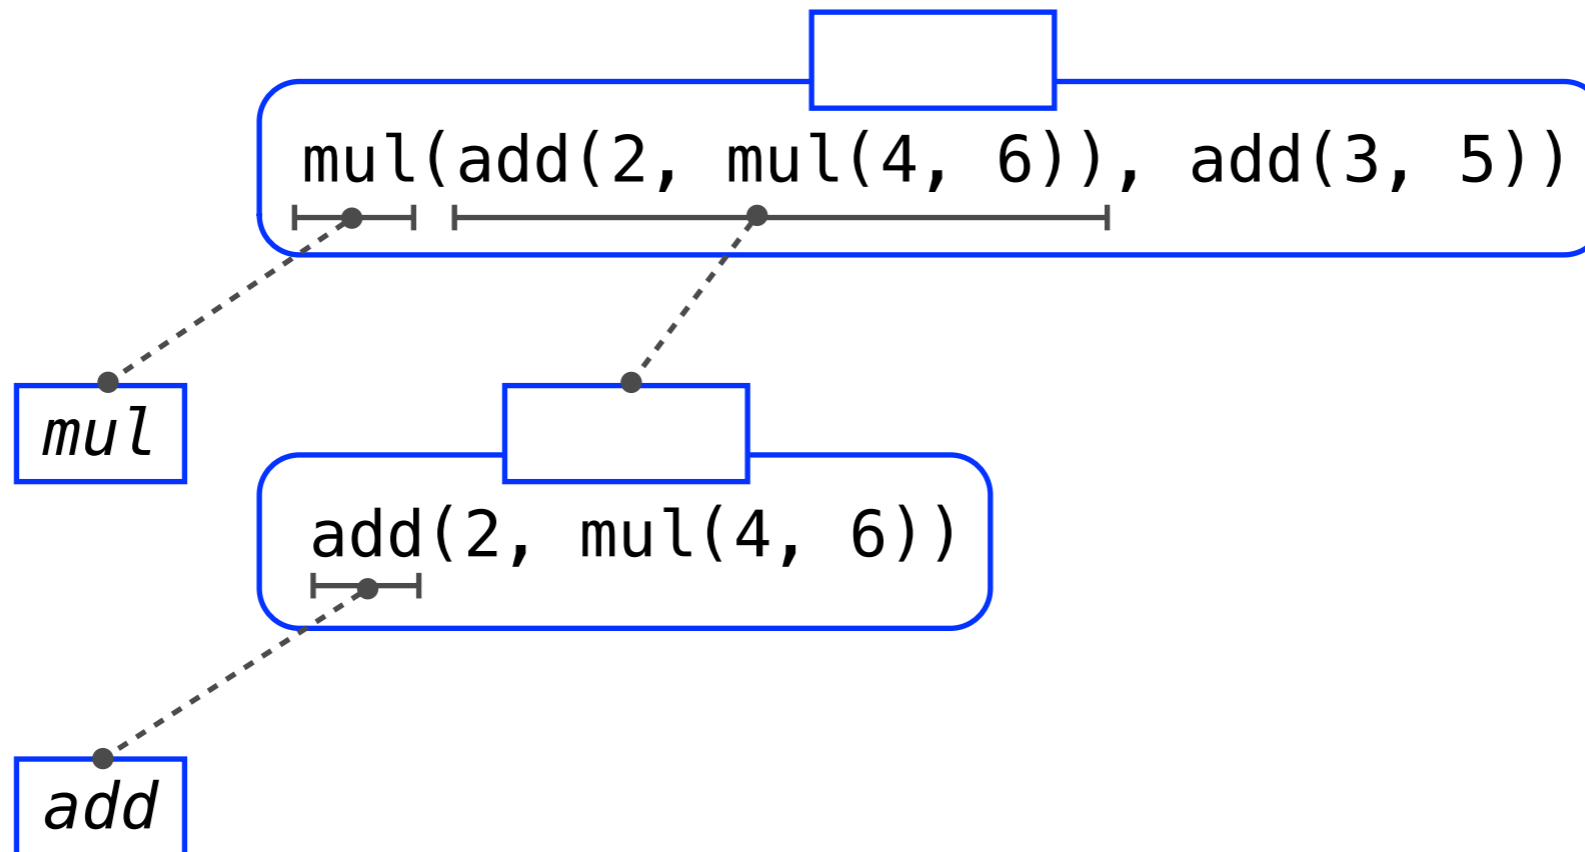 mul(add(2, mul(4, 6)), add(3, 5))
mul
add(2, mul(4, 6))
add